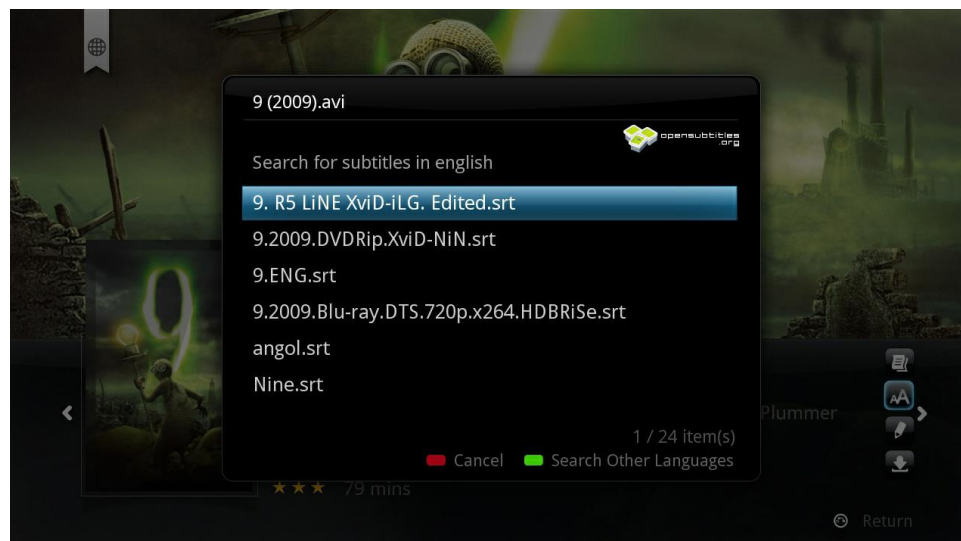 9 (2009).avi
opensubtitles
.org
Search for subtitles in english
9. R5 LiNE XviD-iLG. Edited.srt
9.2009.DVDRip.XviD-NiN.srt
9.ENG.srt
9.2009.Blu-ray.DTS.720p.x264.HDBRiSe.srt
angol.srt
Nine.srt
9
AA
Plummer
1 / 24 item(s)
Cancel Search Other Languages
79 mins
Return